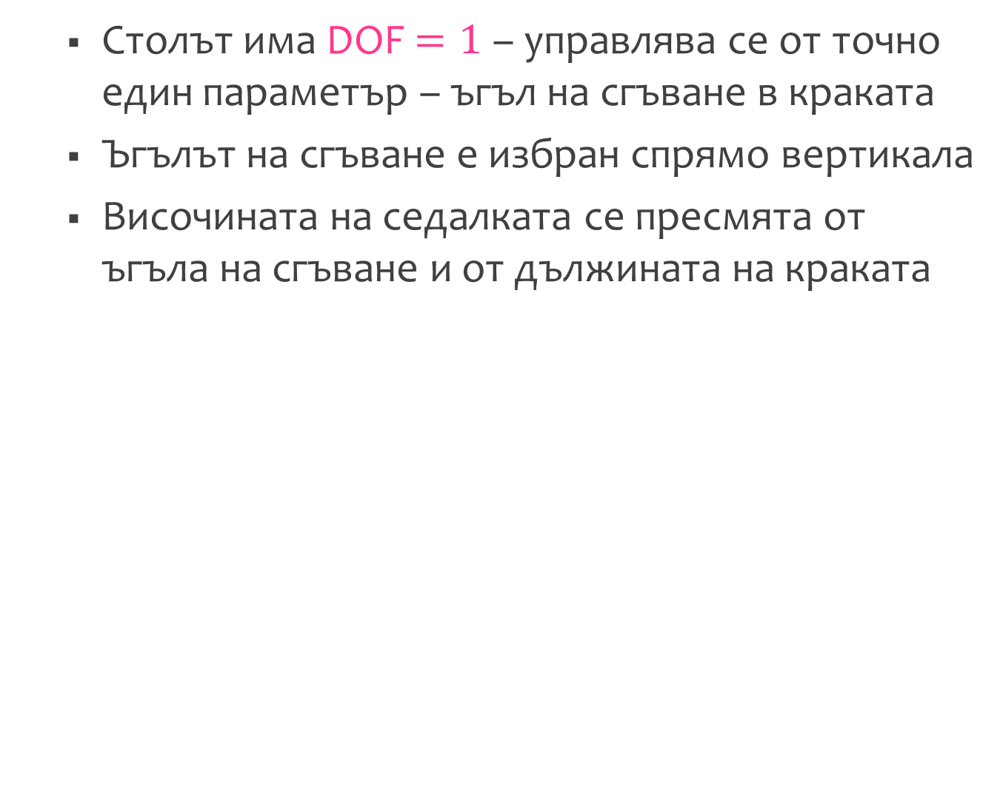 ▪ Столът има DOF = 1 – управлява се от точно
един параметър – ъгъл на сгъване в краката
▪ Ъгълът на сгъване е избран спрямо вертикала
▪ Височината на седалката се пресмята от
ъгъла на сгъване и от дължината на краката